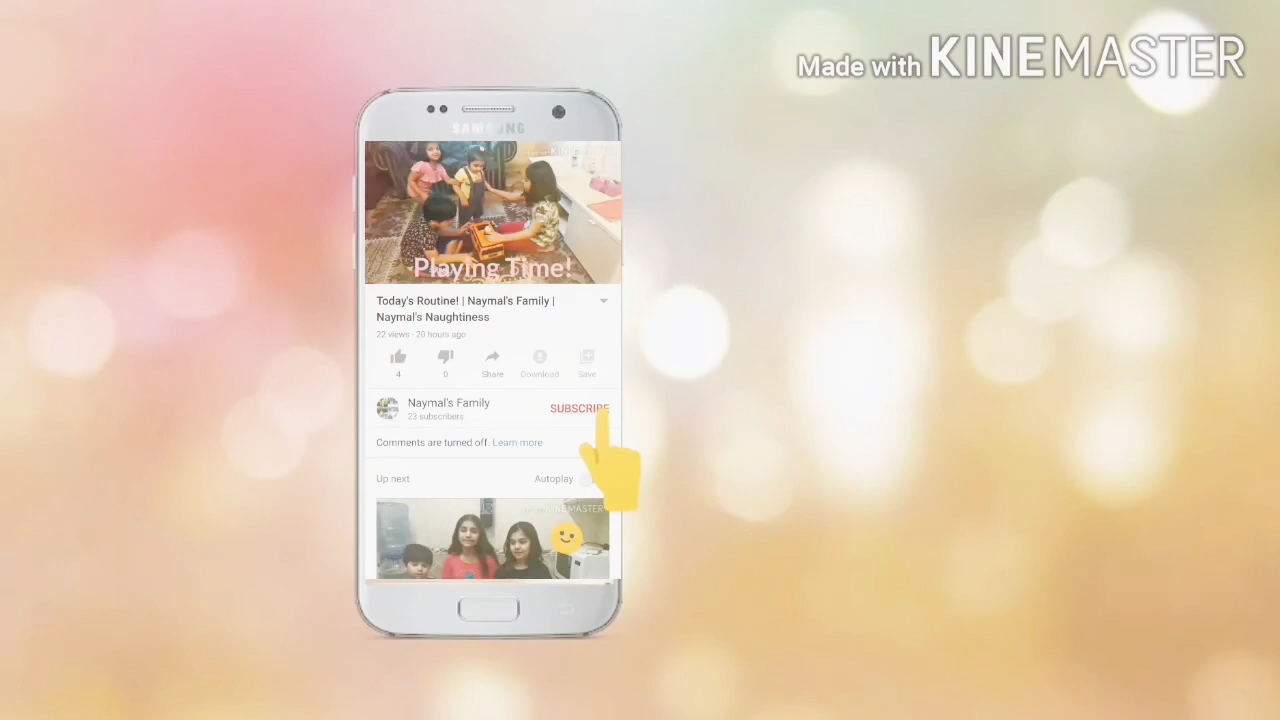 Made with KINEMASTER
SAMSUNG
Playing Time!
Today's Routine! | Naymal's Family |
Naymal's Naughtiness
22 views · 20 hours ago
4
0
Share
Download
Save
Naymal's Family
SUBSCRIBE
23 subscribers
Comments are turned off. Learn more
Up next
Autoplay
KINEMASTER